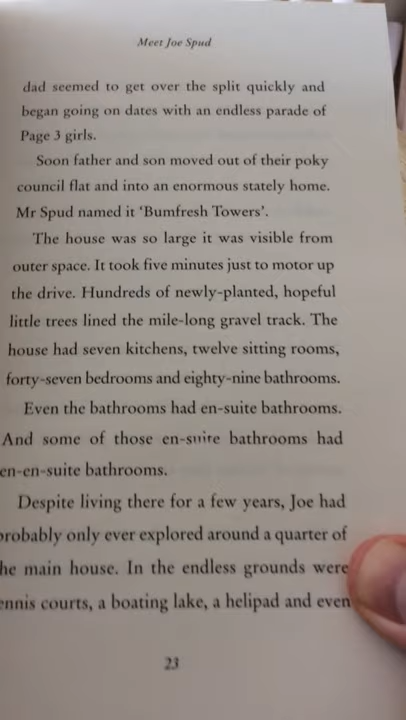 Meet Joe Spud
dad seemed to get over the split quickly and
began going on dates with an endless parade of
Page 3 girls.
Soon father and son moved out of their poky
council flat and into an enormous stately home.
Mr Spud named it ‘Bumfresh Towers’.
The house was so large it was visible from
outer space. It took five minutes just to motor up
the drive. Hundreds of newly-planted, hopeful
little trees lined the mile-long gravel track. The
house had seven kitchens, twelve sitting rooms,
forty-seven bedrooms and eighty-nine bathrooms.
Even the bathrooms had en-suite bathrooms.
And some of those en-suite bathrooms had
en-en-suite bathrooms.
Despite living there for a few years, Joe had
probably only ever explored around a quarter of
the main house. In the endless grounds were
tennis courts, a boating lake, a helipad and even
23